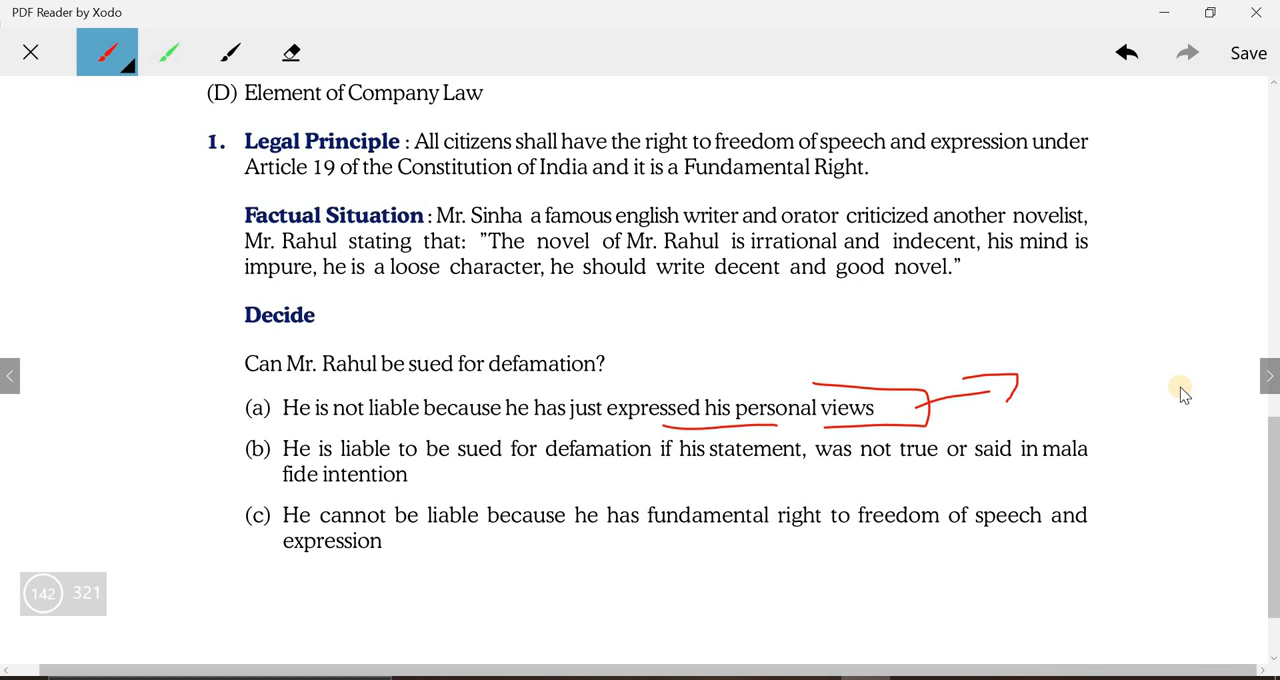 PDF Reader by Xodo
Save
(D) Element of Company Law
1. Legal Principle : All citizens shall have the right to freedom of speech and expression under
Article 19 of the Constitution of India and it is a Fundamental Right.
Factual Situation : Mr. Sinha a famous english writer and orator criticized another novelist,
Mr. Rahul stating that: "The novel of Mr. Rahul is irrational and indecent, his mind is
impure, he is a loose character, he should write decent and good novel."
Decide
Can Mr. Rahul be sued for defamation?
(a) He is not liable because he has just expressed his personal views
(b) He is liable to be sued for defamation if his statement, was not true or said in mala
fide intention
(c) He cannot be liable because he has fundamental right to freedom of speech and
expression
142 321